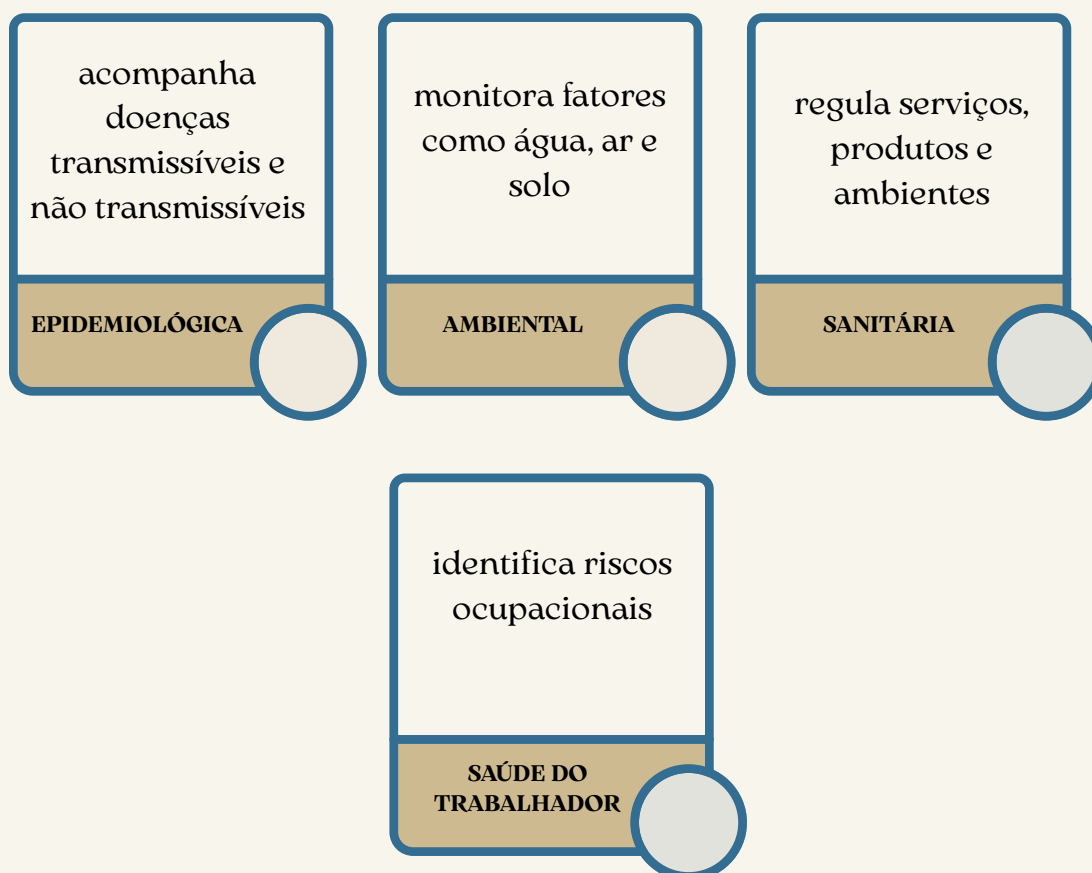 acompanha
doenças
transmissíveis e
não transmissíveis
EPIDEMIOLÓGICA
monitora fatores
como água, ar e
solo
AMBIENTAL
regula serviços,
produtos e
ambientes
SANITÁRIA
identifica riscos
ocupacionais
SAÚDE DO
TRABALHADOR